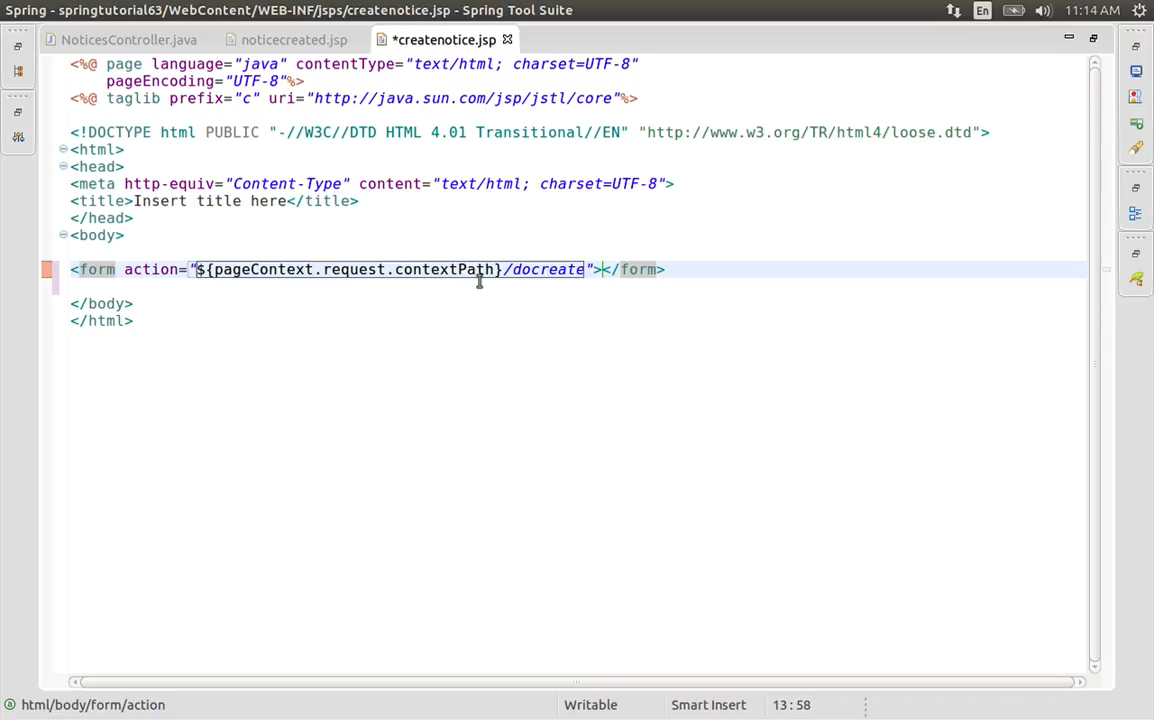 Spring - springtutorial63/WebContent/WEB-INF/jsps/createnotice.jsp - Spring Tool Suite
En
11:14 AM
NoticesController.java
noticecreated.jsp
*createnotice.jsp
<%@ page language="java" contentType="text/html; charset=UTF-8"
pageEncoding="UTF-8"%>
<%@ taglib prefix="c" uri="http://java.sun.com/jsp/jstl/core"%>
<!DOCTYPE html PUBLIC "-//W3C//DTD HTML 4.01 Transitional//EN" "http://www.w3.org/TR/html4/loose.dtd">
<html>
<head>
<meta http-equiv="Content-Type" content="text/html; charset=UTF-8">
<title>Insert title here</title>
</head>
<body>
<form action="${pageContext.request.contextPath}/docreate"></form>
</body>
</html>
html/body/form/action
Writable
Smart Insert
13 : 58